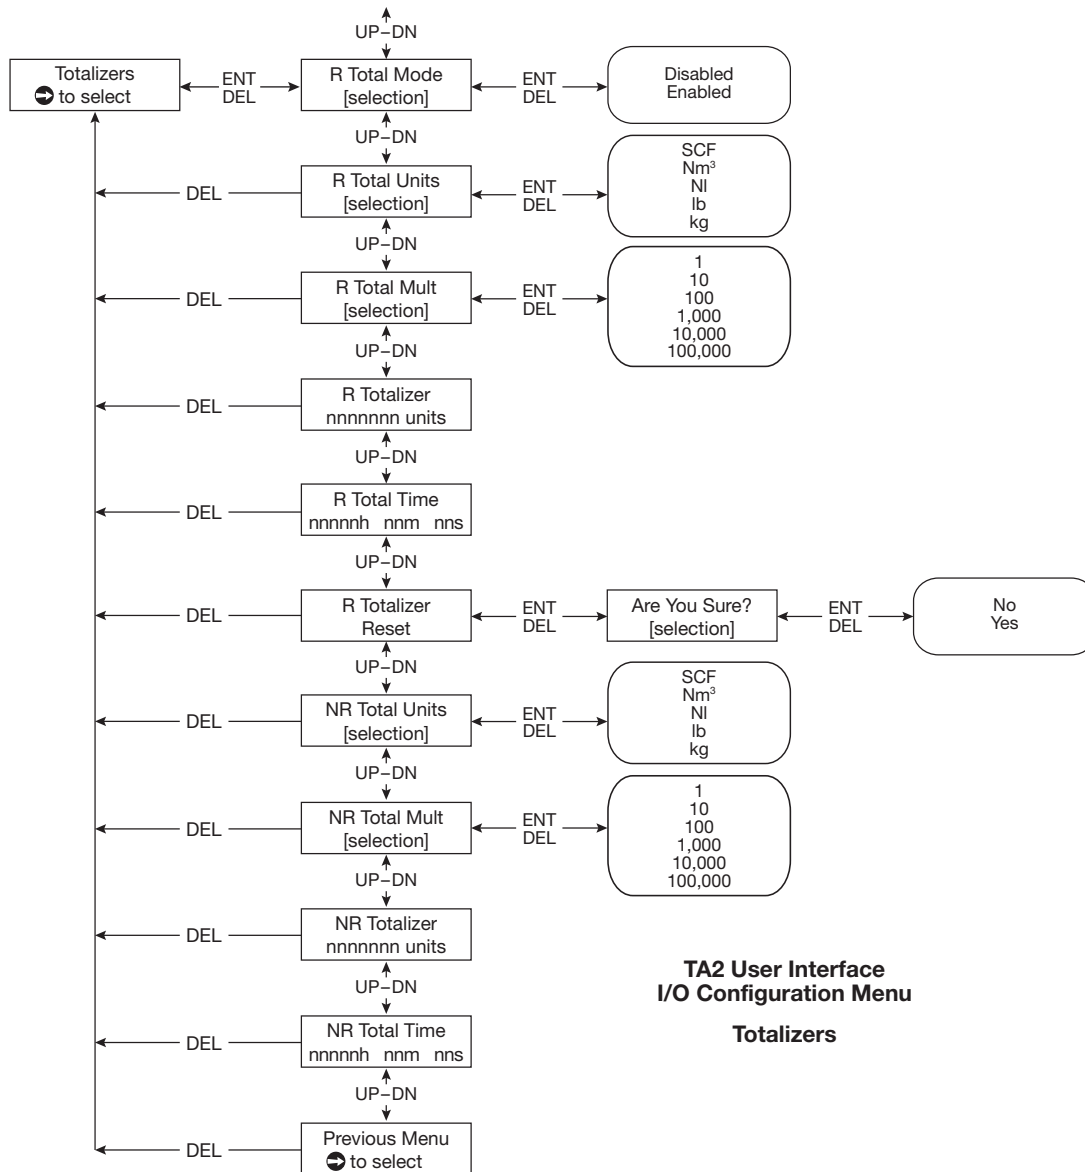 UP–DN
Totalizers
to select
ENT
DEL
R Total Mode
[selection]
ENT
DEL
Disabled
Enabled
UP–DN
DEL
R Total Units
[selection]
ENT
DEL
SCF
Nm³
Nl
lb
kg
UP–DN
DEL
R Total Mult
[selection]
ENT
DEL
1
10
100
1,000
10,000
100,000
UP–DN
DEL
R Totalizer
nnnnnnn units
UP–DN
DEL
R Total Time
nnnnnh nnm nns
UP–DN
DEL
R Totalizer
Reset
ENT
DEL
Are You Sure?
[selection]
ENT
DEL
No
Yes
UP–DN
DEL
NR Total Units
[selection]
ENT
DEL
SCF
Nm³
Nl
lb
kg
UP–DN
DEL
NR Total Mult
[selection]
ENT
DEL
1
10
100
1,000
10,000
100,000
UP–DN
DEL
NR Totalizer
nnnnnnn units
UP–DN
DEL
NR Total Time
nnnnnh nnm nns
UP–DN
DEL
Previous Menu
to select
TA2 User Interface
I/O Configuration Menu
Totalizers